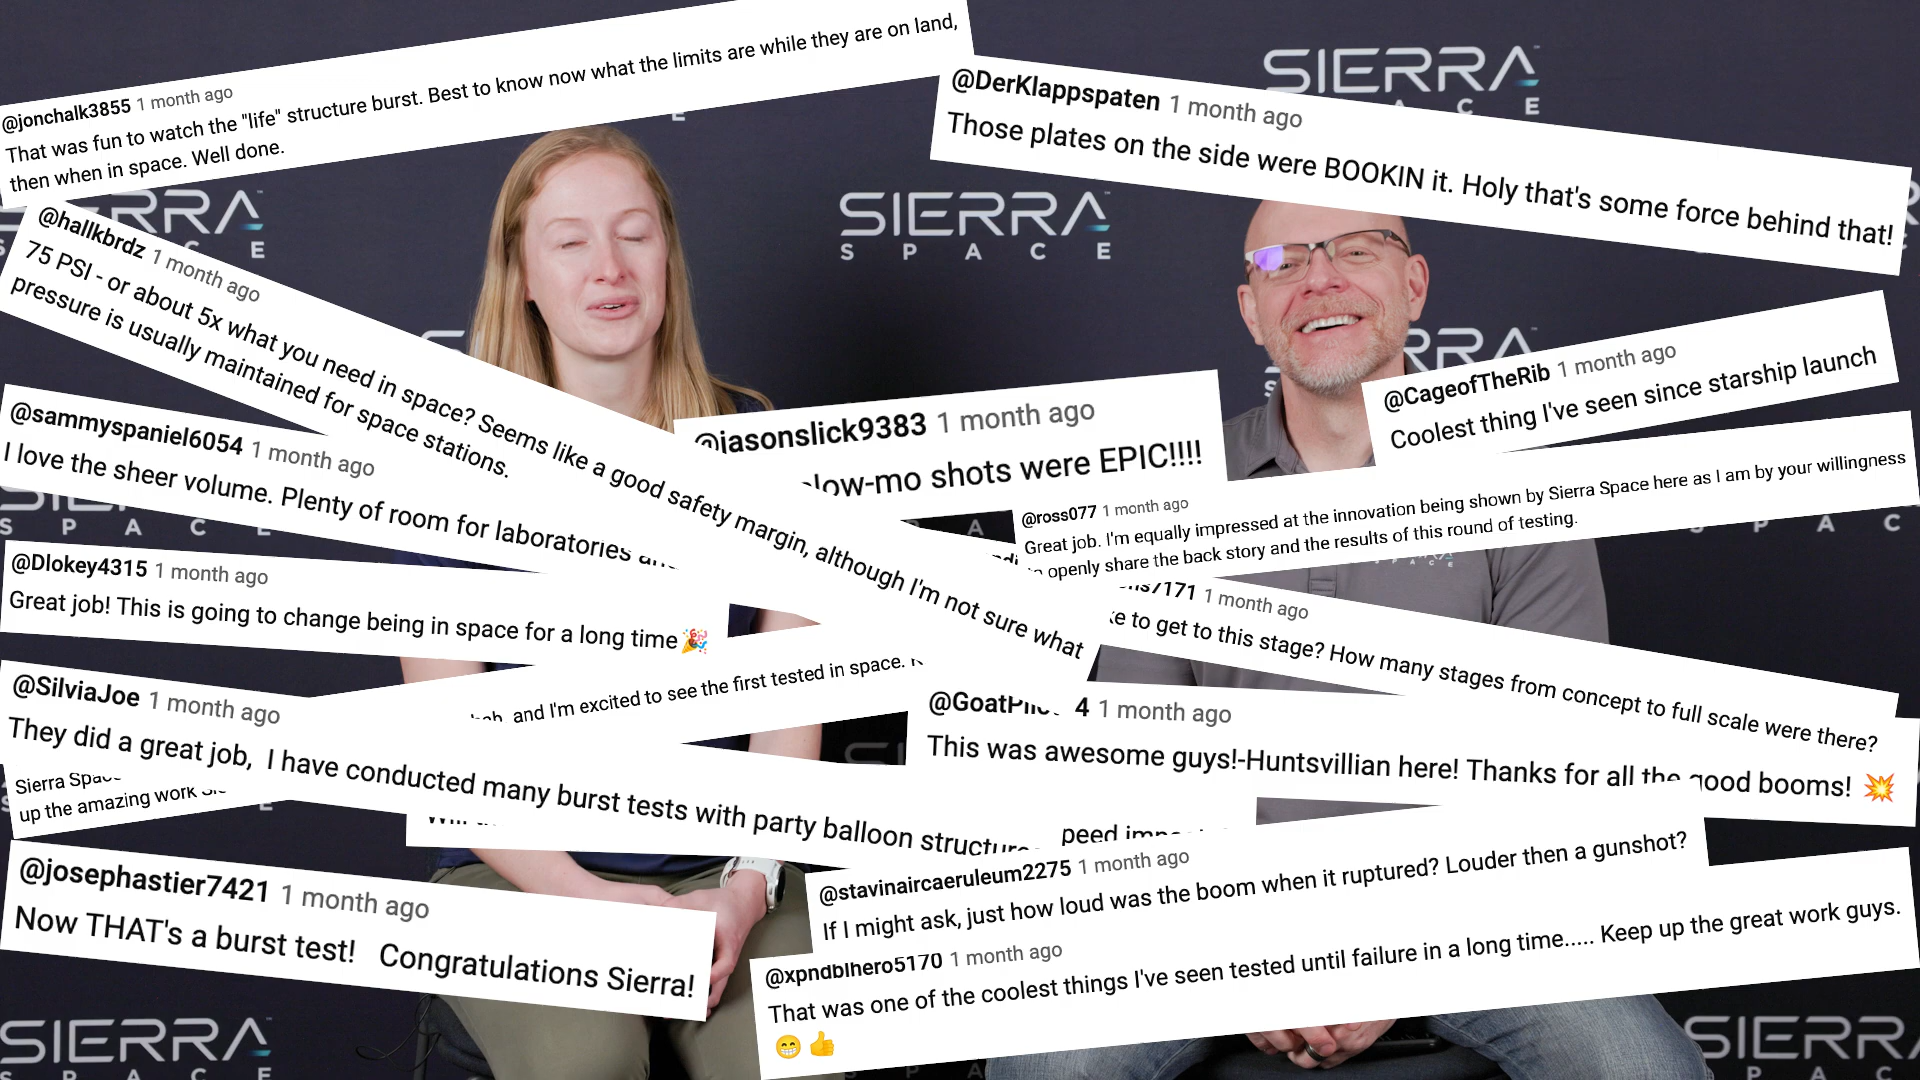 @jonchalk3855 1 month ago
That was fun to watch the "life" structure burst. Best to know now what the limits are while they are on land,
then when in space. Well done.
SIERRA
SPACE
@DerKlappspaten 1 month ago
Those plates on the side were BOOKIN it. Holy that's some force behind that!
SIERRA
SPACE
@hallkbrdz 1 month ago
75 PSI - or about 5x what you need in space? Seems like a good safety margin, although I'm not sure what
pressure is usually maintained for space stations.
@CageofTheRib 1 month ago
Coolest thing I've seen since starship launch
@sammyspaniel6054 1 month ago
I love the sheer volume. Plenty of room for laboratories
@jasonslick9383 1 month ago
slow-mo shots were EPIC!!!!
@ross077 1 month ago
Great job. I'm equally impressed at the innovation being shown by Sierra Space here as I am by your willingness
to openly share the back story and the results of this round of testing.
@Dlokey4315 1 month ago
Great job! This is going to change being in space for a long time🎉
7171 1 month ago
to get to this stage? How many stages from concept to full scale were there?
and I'm excited to see the first tested in space.
@SilviaJoe 1 month ago
They did a great job, I have conducted many burst tests with party balloon structure
4 1 month ago
This was awesome guys!-Huntsvillian here! Thanks for all the good booms! 💥
Sierra Space
up the amazing work
@stavinaircaeruleum2275 1 month ago
If I might ask, just how loud was the boom when it ruptured? Louder then a gunshot?
@josephastier7421 1 month ago
Now THAT's a burst test! Congratulations Sierra!
@xpndblhero5170 1 month ago
That was one of the coolest things I've seen tested until failure in a long time..... Keep up the great work guys.
😁👍
SIERRA
SIERRA